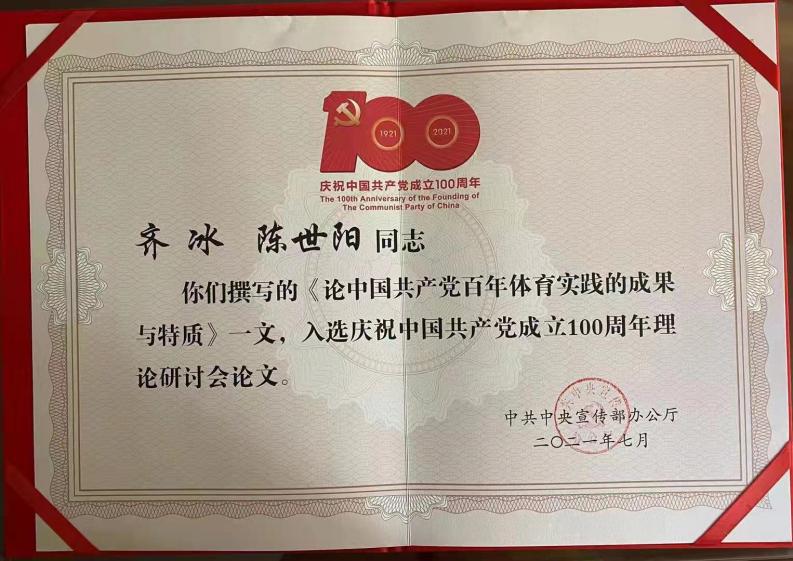 1921 2021
庆祝中国共产党成立100周年
The 100th Anniversary of the Founding of
The Communist Party of China
齐冰 陈世阳 同志
你们撰写的《论中国共产党百年体育实践的成果
与特质》一文，入选庆祝中国共产党成立100周年理
论研讨会论文。
中共中央宣传部办公厅
二〇二一年七月